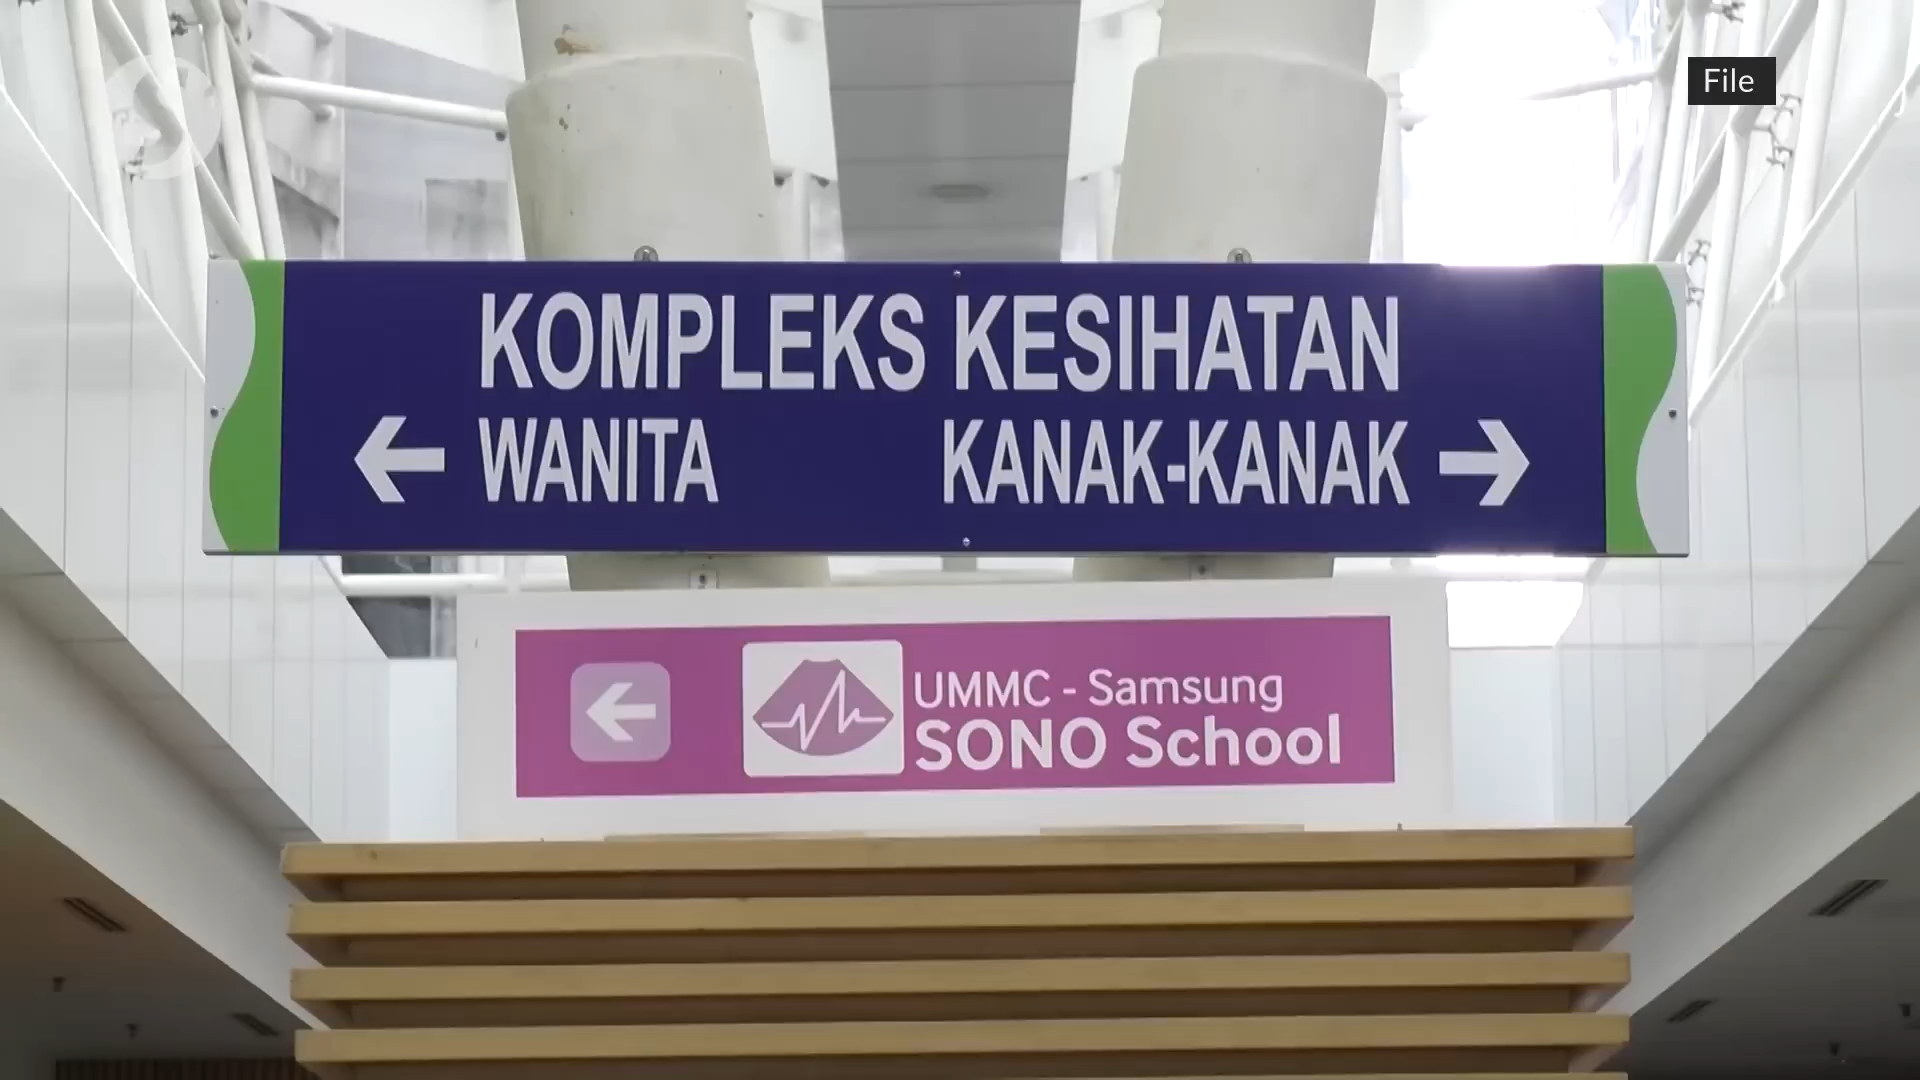 File
KOMPLEKS KESIHATAN
← WANITA KANAK-KANAK →
← UMMC - Samsung
SONO School